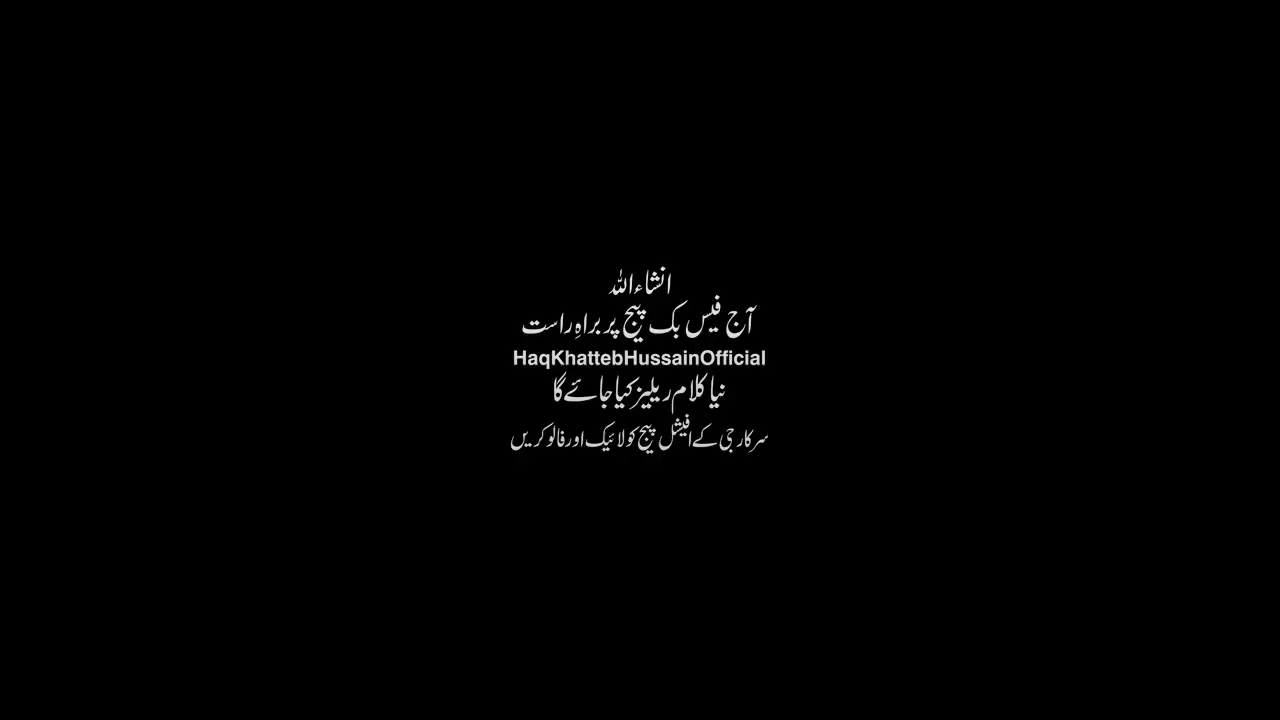 انشاءاللہ
آج فیس بک پیج پر براہِ راست
HaqKhattebHussainOfficial
نیا کلام ریلیز کیا جائے گا
سرکار جی کے افیشل پیج کو لائیک اور فالو کریں